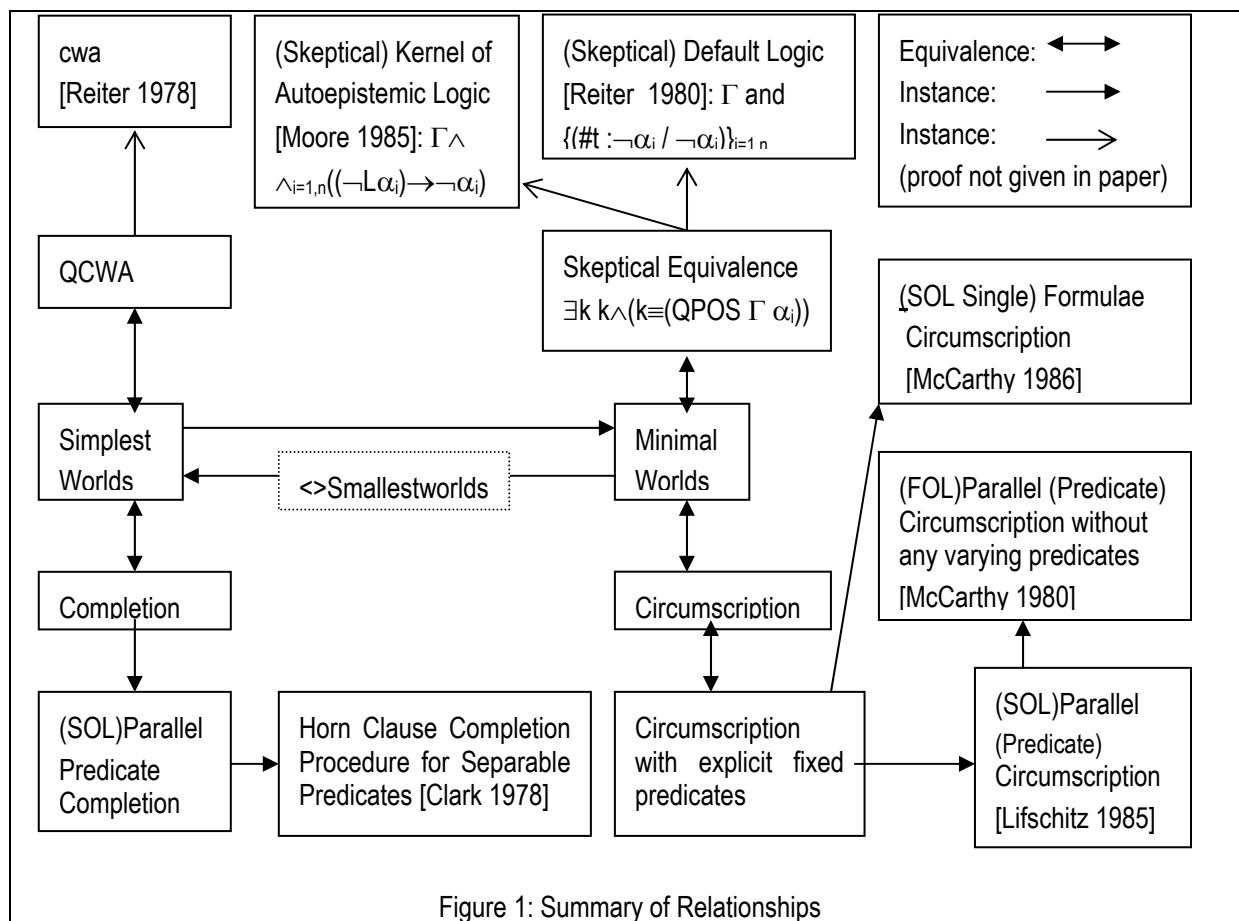 cwa
[Reiter 1978]
(Skeptical) Kernel of
Autoepistemic Logic
[Moore 1985]: Γ∧
∧i=1,n((¬Lαi)→¬αi)
(Skeptical) Default Logic
[Reiter 1980]: Γ and
{(#t :¬αi / ¬αi)}i=1,n
Equivalence:
Instance:
Instance:
(proof not given in paper)
QCWA
Skeptical Equivalence
∃k k∧(k≡(QPOS Γ αi))
(SOL Single) Formulae
Circumscription
[McCarthy 1986]
Simplest
Worlds
<>Smallestworlds
Minimal
Worlds
(FOL)Parallel (Predicate)
Circumscription without
any varying predicates
[McCarthy 1980]
Completion
Circumscription
(SOL)Parallel
Predicate
Completion
Horn Clause Completion
Procedure for Separable
Predicates [Clark 1978]
Circumscription
with explicit fixed
predicates
(SOL)Parallel
(Predicate)
Circumscription
[Lifschitz 1985]
Figure 1: Summary of Relationships